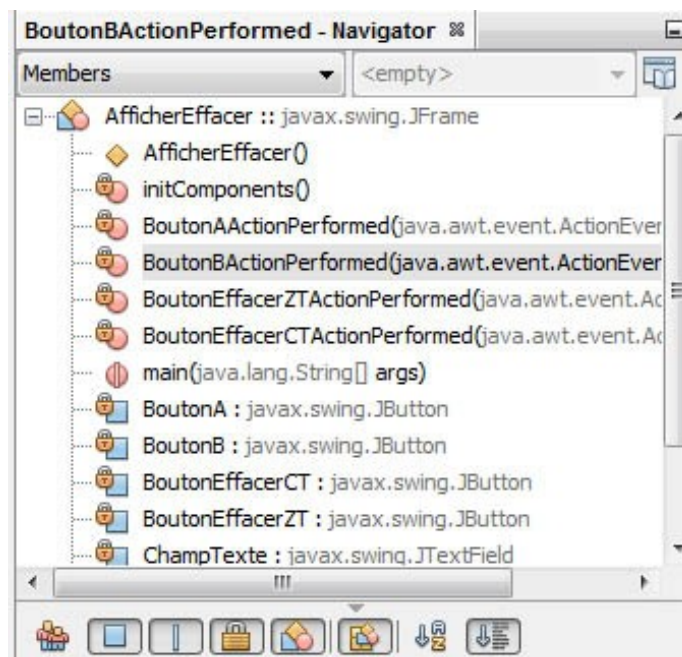 BoutonBActionPerformed - Navigator
Members <empty>
AfficherEffacer :: javax.swing.JFrame
AfficherEffacer()
initComponents()
BoutonAActionPerformed(java.awt.event.ActionEver
BoutonBActionPerformed(java.awt.event.ActionEver
BoutonEffacerZTActionPerformed(java.awt.event.Ac
BoutonEffacerCTActionPerformed(java.awt.event.Ac
main(java.lang.String[] args)
BoutonA : javax.swing.JButton
BoutonB : javax.swing.JButton
BoutonEffacerCT : javax.swing.JButton
BoutonEffacerZT : javax.swing.JButton
ChampTexte : javax.swing.JTextField